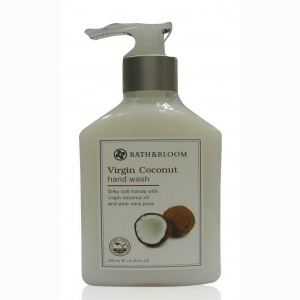 BATH&BLOOM
Virgin Coconut
hand wash
Silky soft hands with
virgin coconut oil
and aloe vera juice